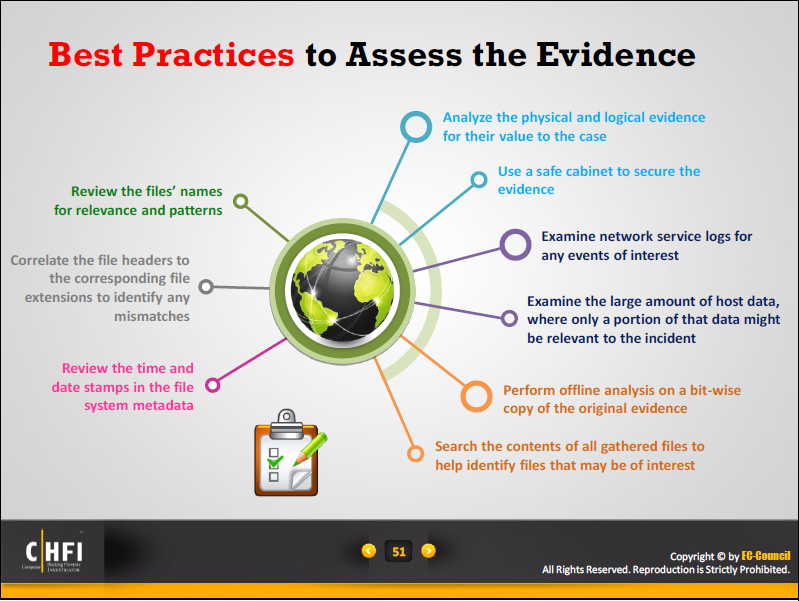 Best Practices to Assess the Evidence
Analyze the physical and logical evidence
for their value to the case
Use a safe cabinet to secure the
evidence
Examine network service logs for
any events of interest
Examine the large amount of host data,
where only a portion of that data might
be relevant to the incident
Perform offline analysis on a bit-wise
copy of the original evidence
Search the contents of all gathered files to
help identify files that may be of interest
Review the files’ names
for relevance and patterns
Correlate the file headers to
the corresponding file
extensions to identify any
mismatches
Review the time and
date stamps in the file
system metadata
CHFI
Computer Hacking Forensic
INVESTIGATOR
51
Copyright © by EC-Council
All Rights Reserved. Reproduction is Strictly Prohibited.